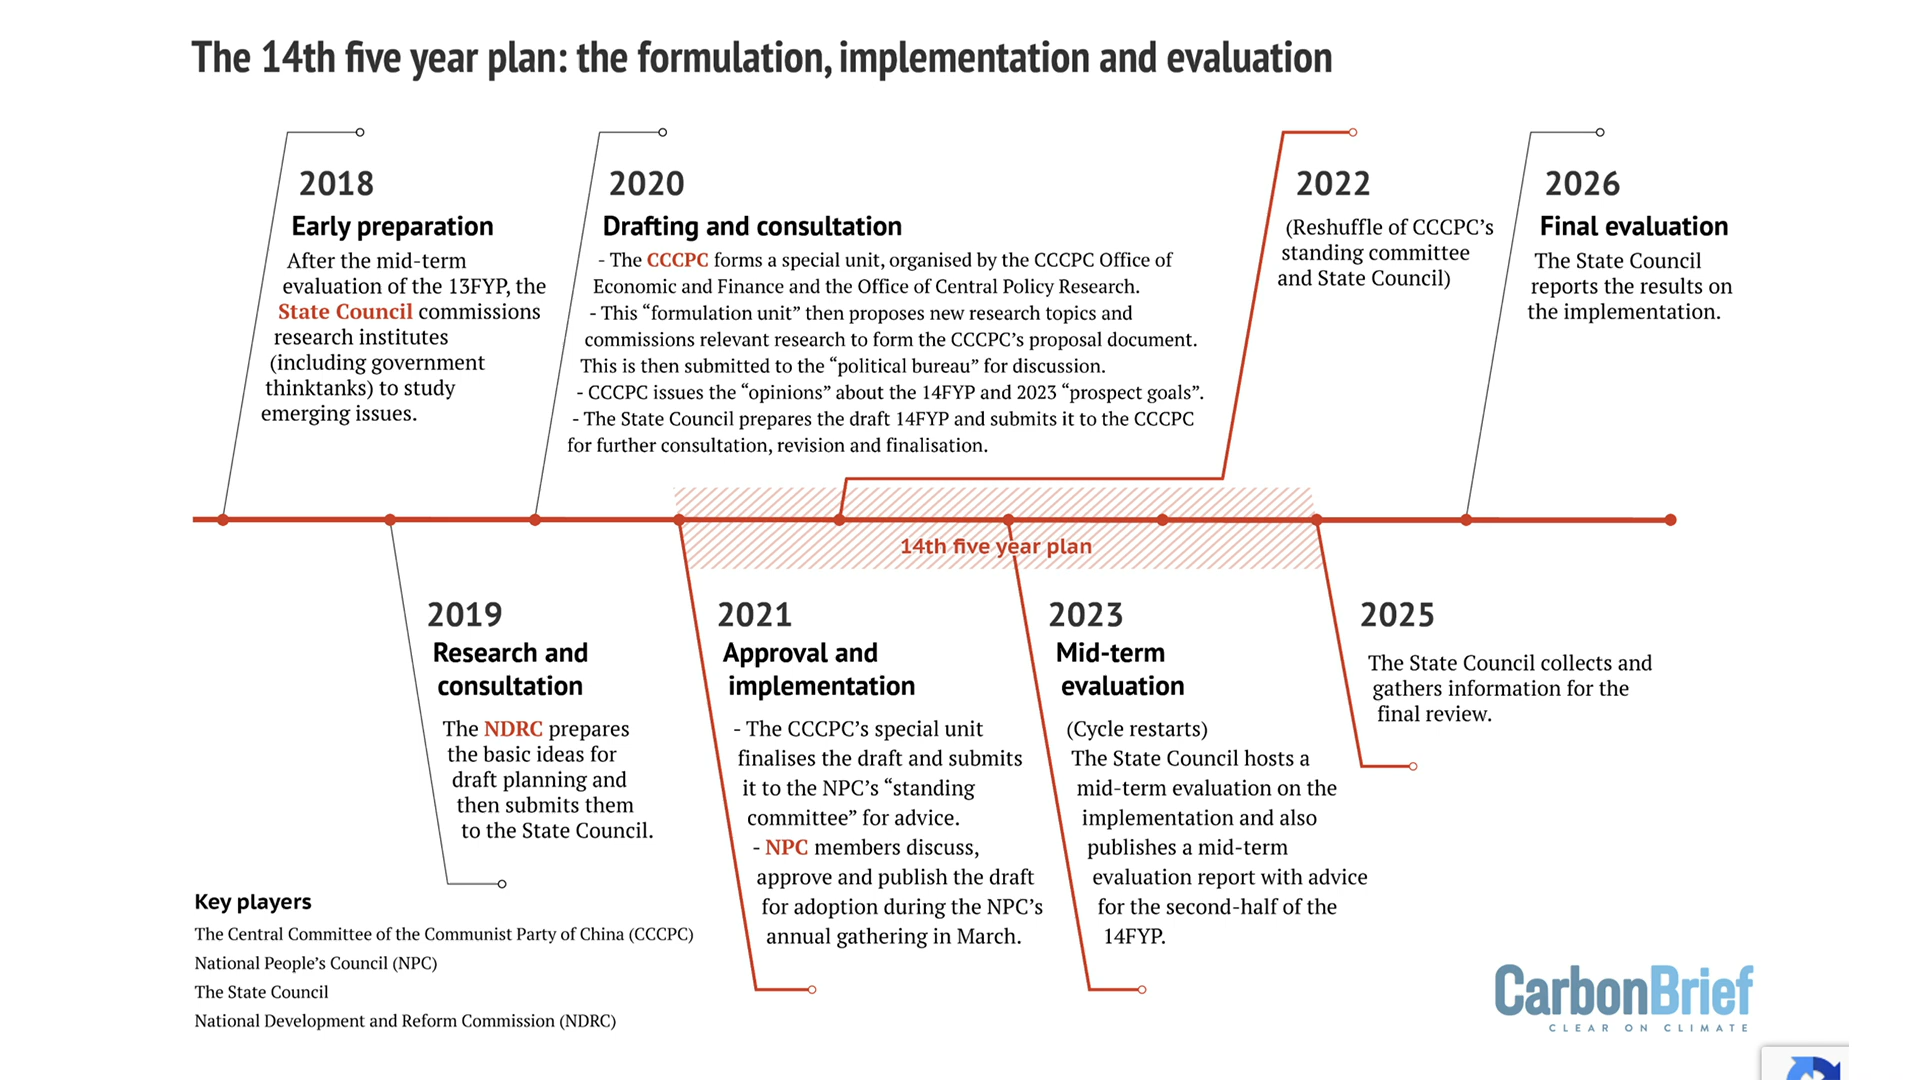 The 14th five year plan: the formulation, implementation and evaluation
2018
Early preparation
After the mid-term
evaluation of the 13FYP, the
State Council commissions
research institutes
(including government
thinktanks) to study
emerging issues.
2020
Drafting and consultation
- The CCCPC forms a special unit, organised by the CCCPC Office of
Economic and Finance and the Office of Central Policy Research.
- This “formulation unit” then proposes new research topics and
commissions relevant research to form the CCCPC’s proposal document.
This is then submitted to the “political bureau” for discussion.
- CCCPC issues the “opinions” about the 14FYP and 2023 “prospect goals”.
- The State Council prepares the draft 14FYP and submits it to the CCCPC
for further consultation, revision and finalisation.
2022
(Reshuffle of CCCPC’s
standing committee
and State Council)
2026
Final evaluation
The State Council
reports the results on
the implementation.
14th five year plan
2019
Research and
consultation
The NDRC prepares
the basic ideas for
draft planning and
then submits them
to the State Council.
2021
Approval and
implementation
- The CCCPC’s special unit
finalises the draft and submits
it to the NPC’s “standing
committee” for advice.
- NPC members discuss,
approve and publish the draft
for adoption during the NPC’s
annual gathering in March.
2023
Mid-term
evaluation
(Cycle restarts)
The State Council hosts a
mid-term evaluation on the
implementation and also
publishes a mid-term
evaluation report with advice
for the second-half of the
14FYP.
2025
The State Council collects and
gathers information for the
final review.
Key players
The Central Committee of the Communist Party of China (CCCPC)
National People’s Council (NPC)
The State Council
National Development and Reform Commission (NDRC)
CarbonBrief
CLEAR ON CLIMATE